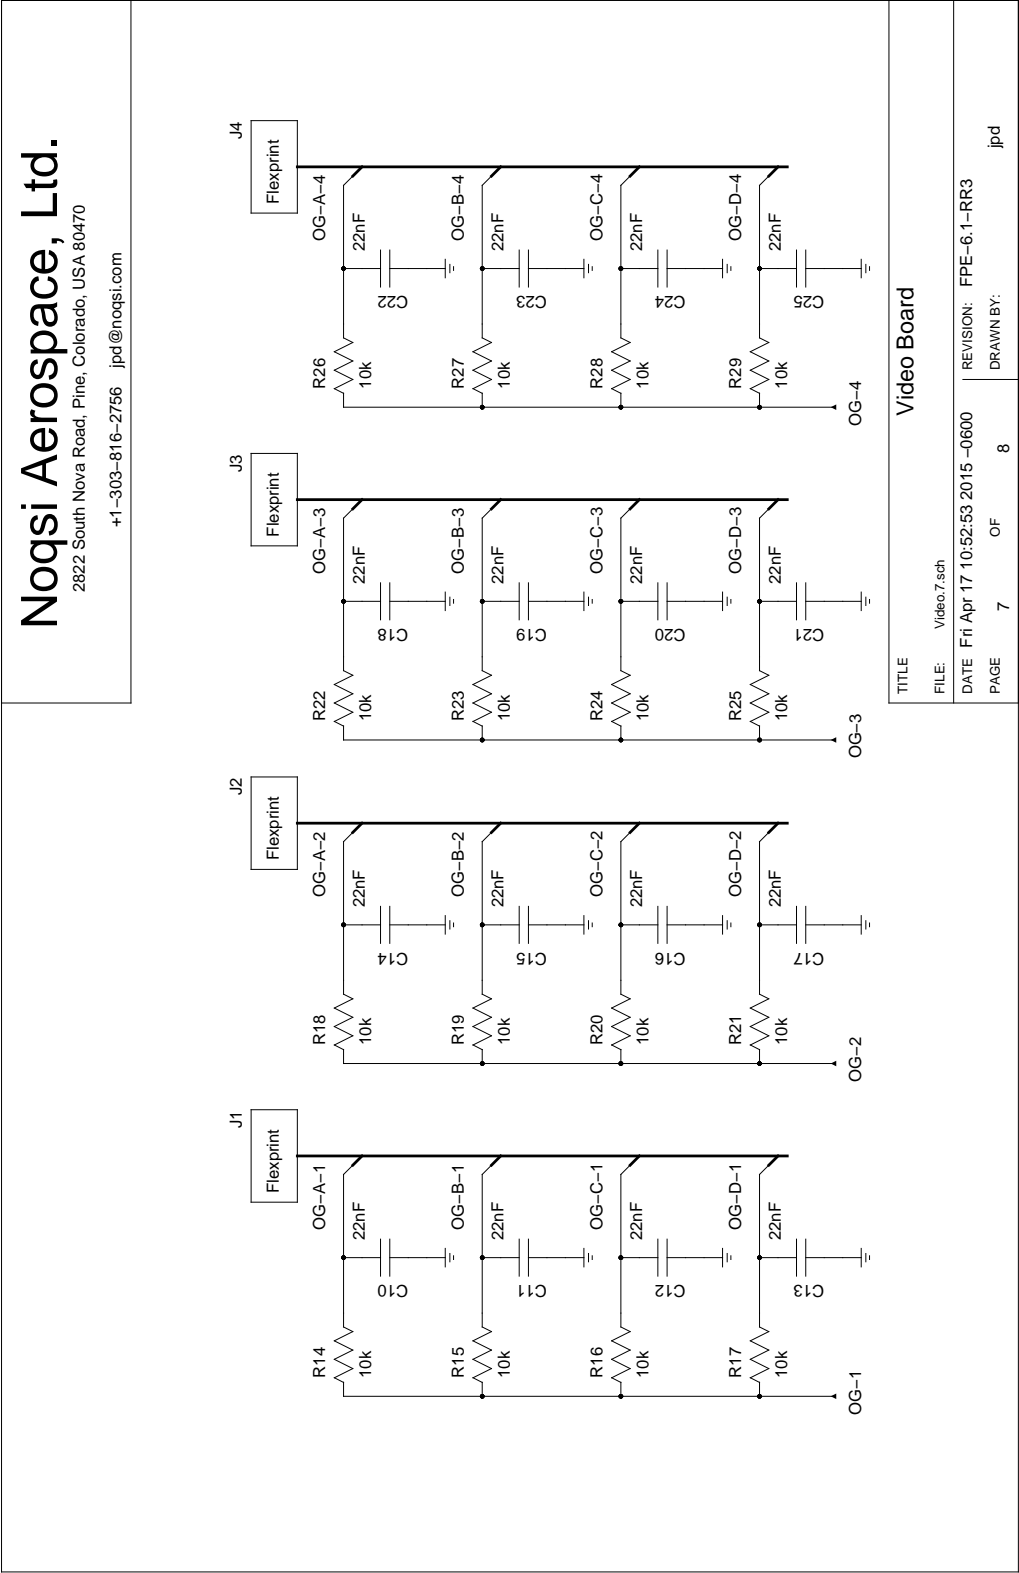 Noqsi Aerospace, Ltd.
2822 South Nova Road, Pine, Colorado, USA 80470
+1−303−816−2756 jpd@noqsi.com
J1
Flexprint
OG−A−1
22nF
C10
R14
10k
OG−B−1
22nF
C11
R15
10k
OG−C−1
22nF
C12
R16
10k
OG−D−1
22nF
C13
R17
10k
OG−1
J2
Flexprint
OG−A−2
22nF
C14
R18
10k
OG−B−2
22nF
C15
R19
10k
OG−C−2
22nF
C16
R20
10k
OG−D−2
22nF
C17
R21
10k
OG−2
J3
Flexprint
OG−A−3
22nF
C18
R22
10k
OG−B−3
22nF
C19
R23
10k
OG−C−3
22nF
C20
R24
10k
OG−D−3
22nF
C21
R25
10k
OG−3
J4
Flexprint
OG−A−4
22nF
C22
R26
10k
OG−B−4
22nF
C23
R27
10k
OG−C−4
22nF
C24
R28
10k
OG−D−4
22nF
C25
R29
10k
OG−4
TITLE
Video Board
FILE: Video.7.sch
DATE Fri Apr 17 10:52:53 2015 −0600
REVISION: FPE−6.1−RR3
PAGE 7 OF 8
DRAWN BY: jpd